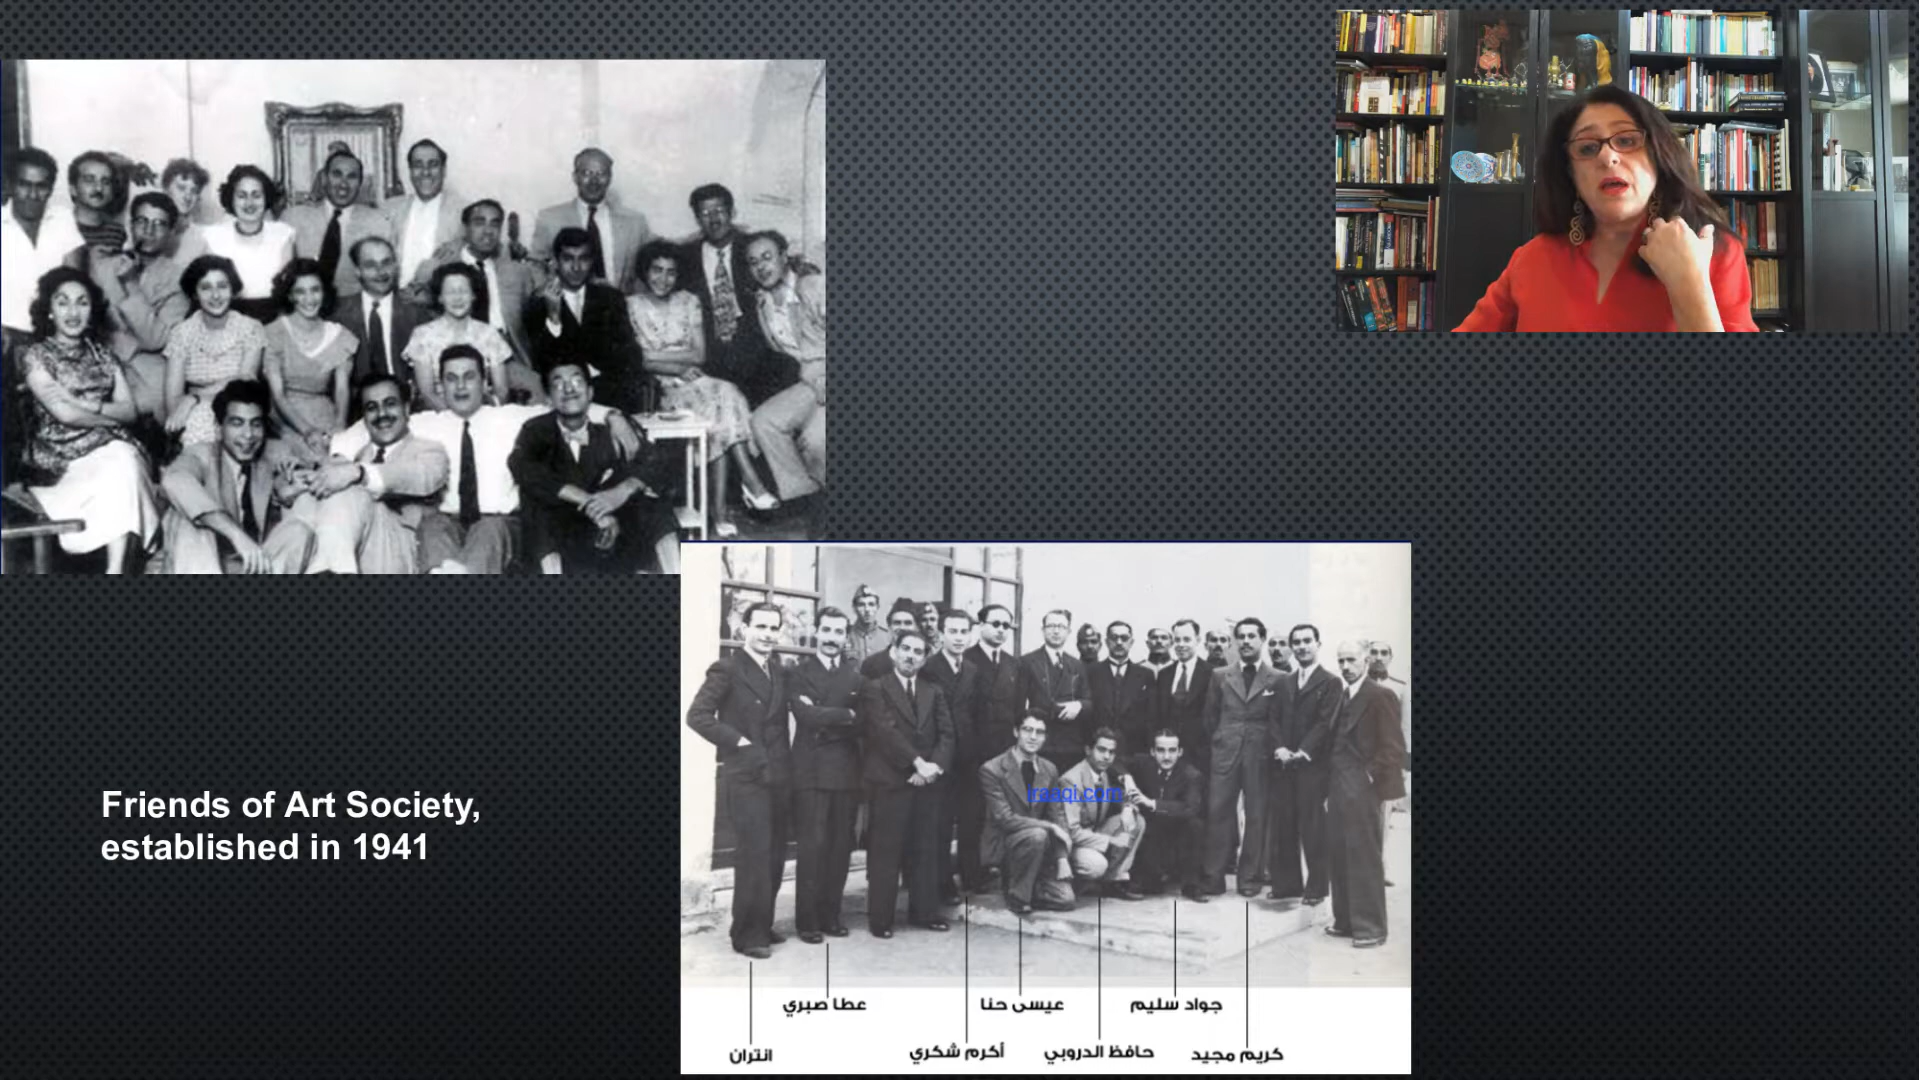 Friends of Art Society,
established in 1941
iraaqi.com
عطا صبري
عيسى حنا
جواد سليم
انتران
أكرم شكري
حافظ الدروبي
كريم مجيد